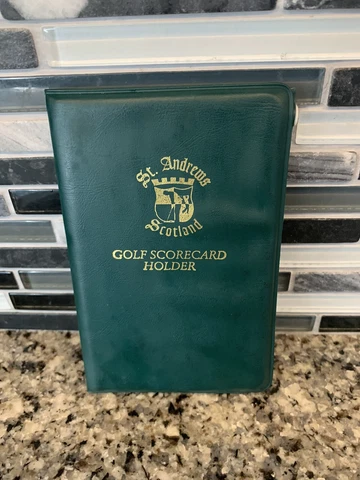 St. Andrews
Scotland
GOLF SCORECARD
HOLDER